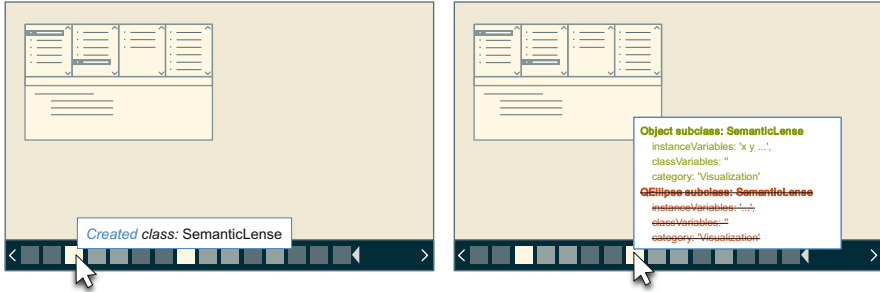 Created class: SemanticLense
Object subclass: SemanticLense
instanceVariables: 'x y ...',
classVariables: ''
category: 'Visualization'
QEllipse subclass: SemanticLense
instanceVariables: '...',
classVariables: ''
category: 'Visualization'